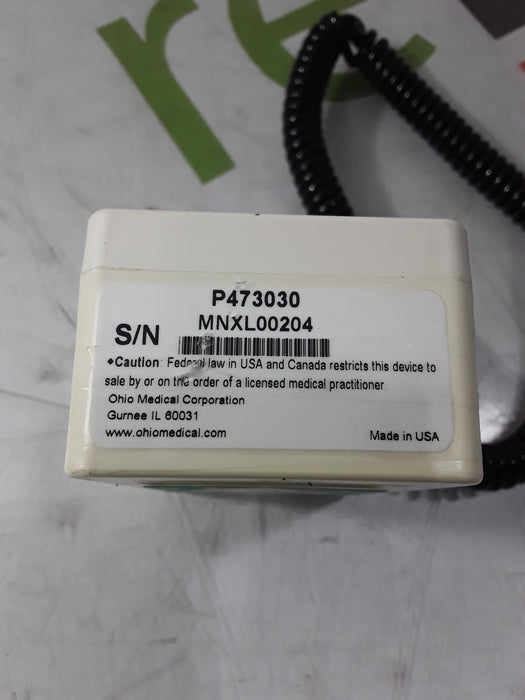 re
P473030
S/N MNXL00204
•Caution: Federal law in USA and Canada restricts this device to
sale by or on the order of a licensed medical practitioner.
Ohio Medical Corporation
Gurnee IL 60031
www.ohiomedical.com Made in USA